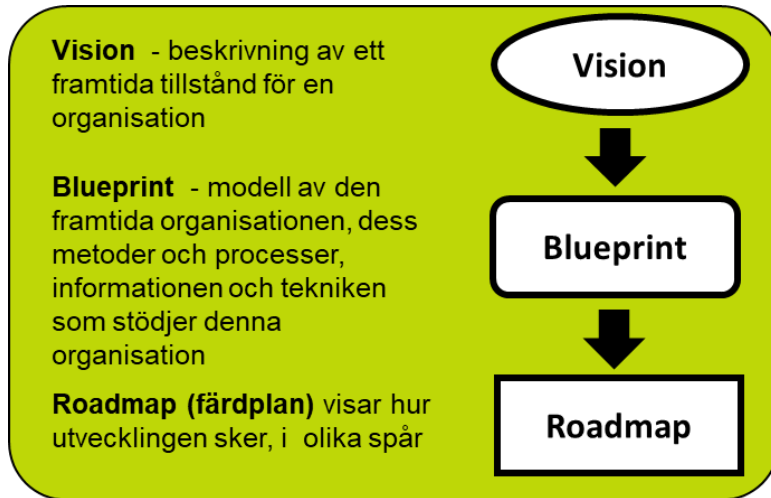 Vision - beskrivning av ett
framtida tillstånd för en
organisation
Vision
Blueprint - modell av den
framtida organisationen, dess
metoder och processer,
informationen och tekniken
som stödjer denna
organisation
Blueprint
Roadmap (färdplan) visar hur
utvecklingen sker, i olika spår
Roadmap